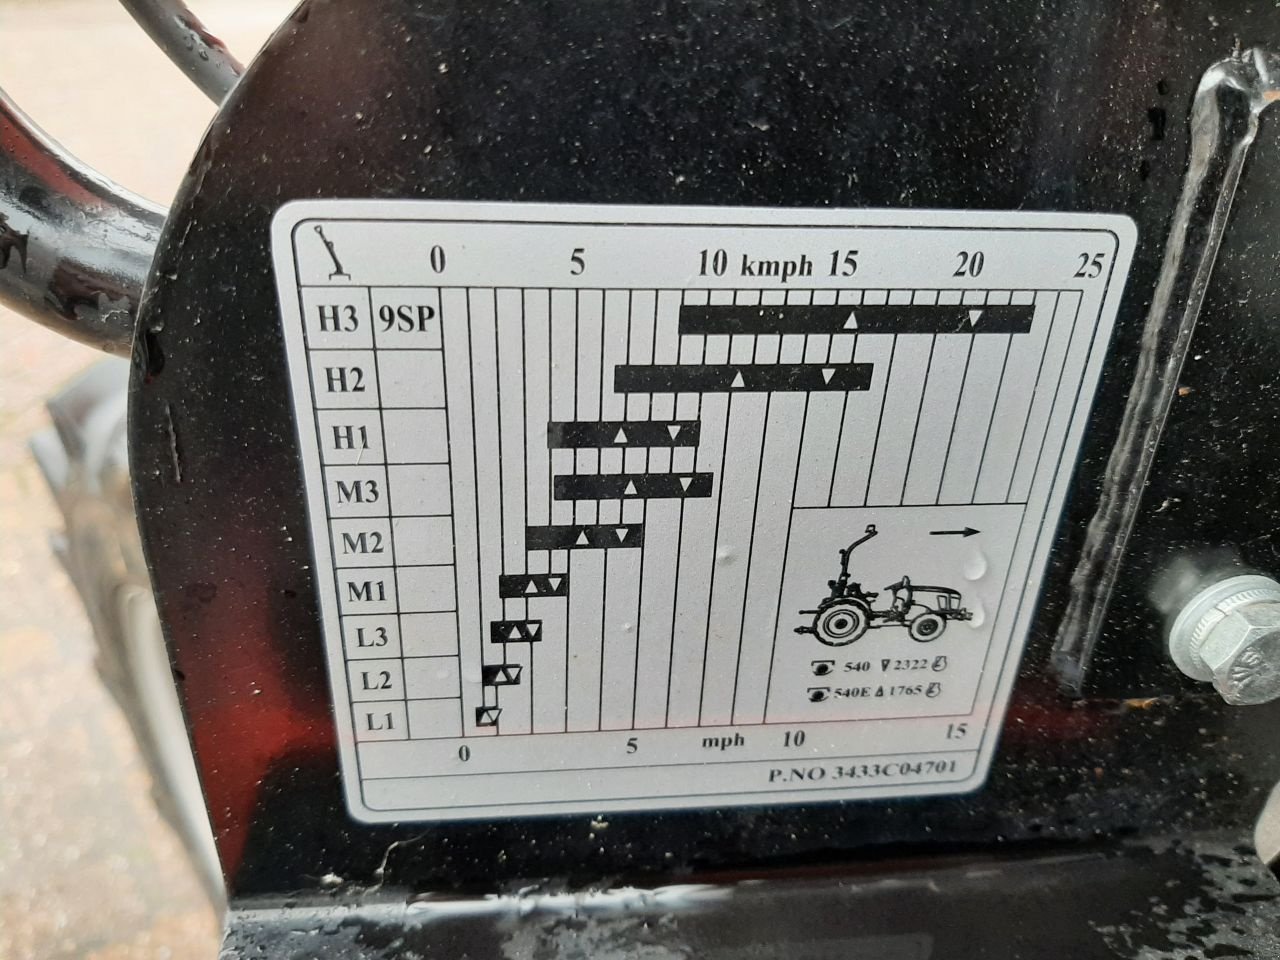 0 5 10 kmph 15 20 25
H3 9SP
H2
H1
M3
M2
M1
L3
L2
L1
540 ▼2322
540E ▲1765
0 5 mph 10 15
P.NO 3433C04701